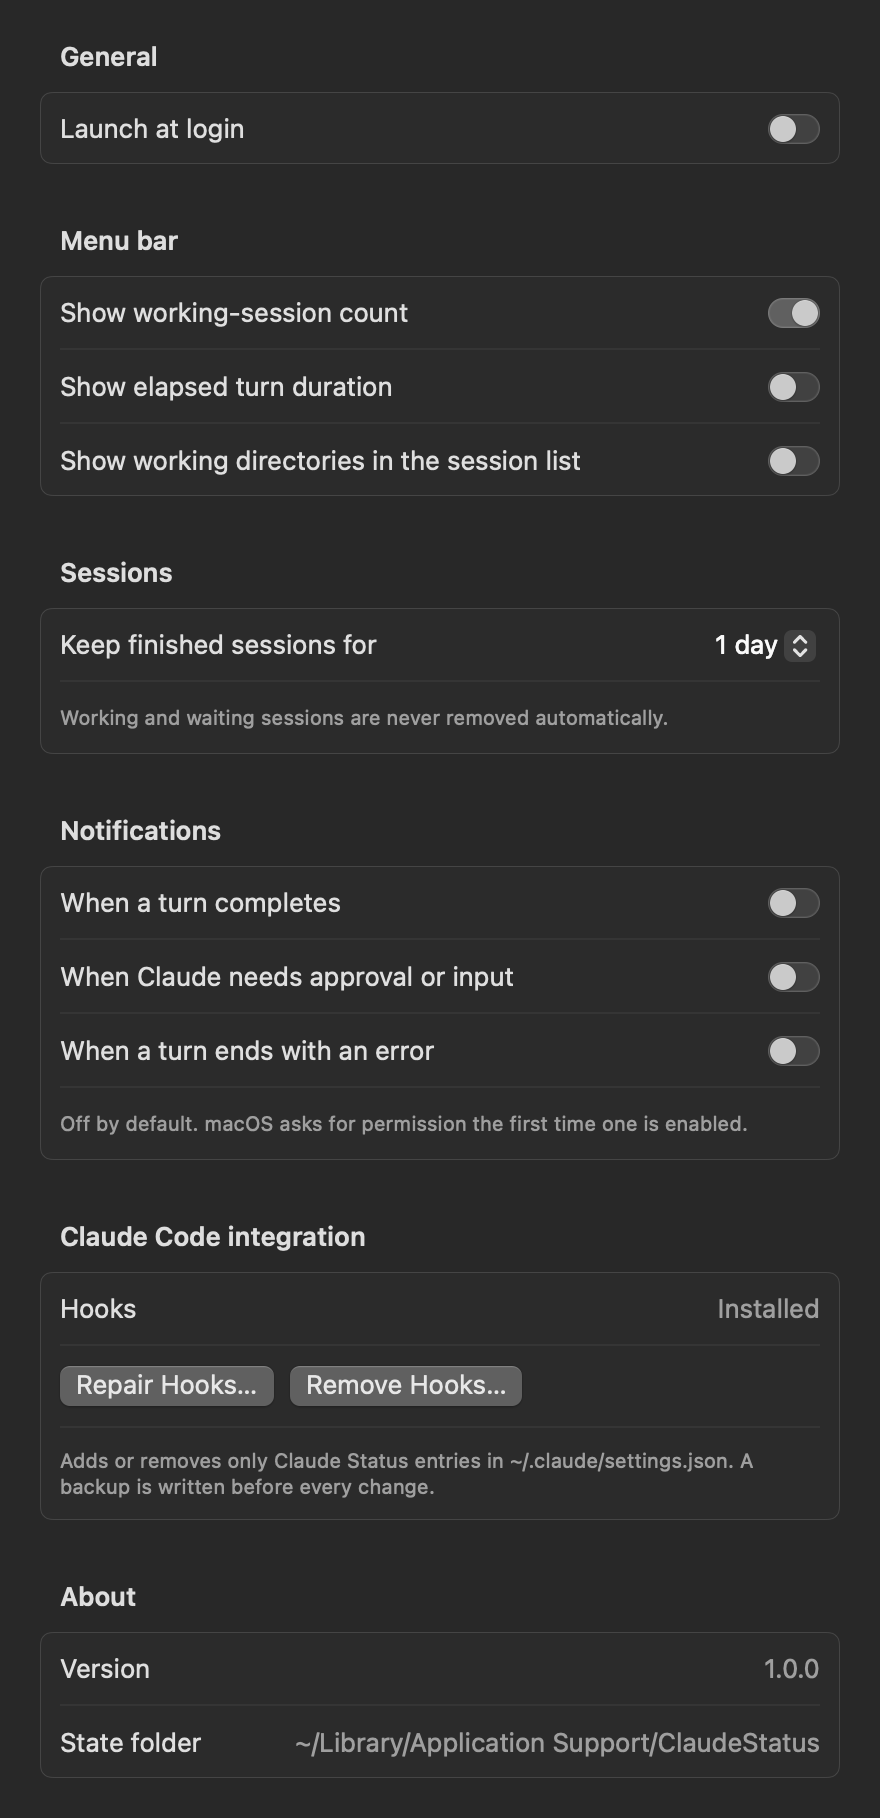 General
Launch at login
Menu bar
Show working-session count
Show elapsed turn duration
Show working directories in the session list
Sessions
Keep finished sessions for 1 day
Working and waiting sessions are never removed automatically.
Notifications
When a turn completes
When Claude needs approval or input
When a turn ends with an error
Off by default. macOS asks for permission the first time one is enabled.
Claude Code integration
Hooks Installed
Repair Hooks... Remove Hooks...
Adds or removes only Claude Status entries in ~/.claude/settings.json. A
backup is written before every change.
About
Version 1.0.0
State folder ~/Library/Application Support/ClaudeStatus